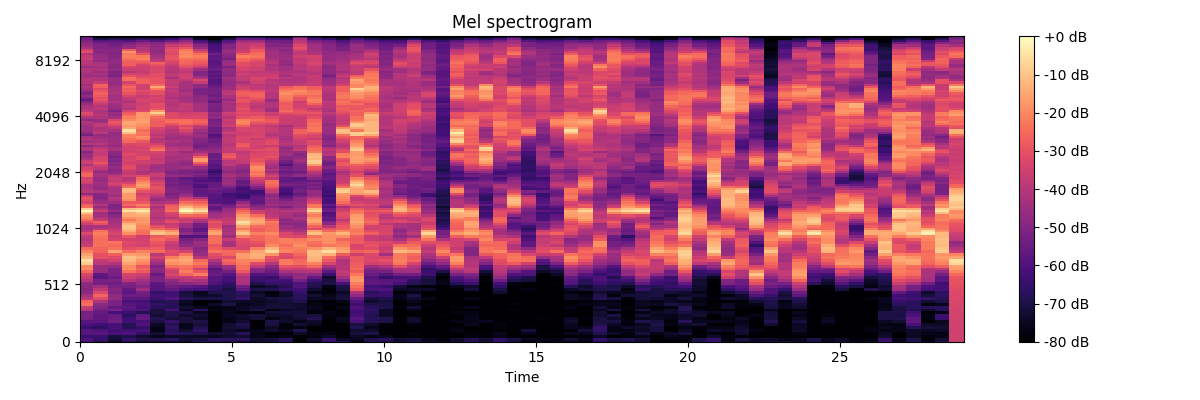 Mel spectrogram
Hz
8192
4096
2048
1024
512
0
0 5 10 15 20 25
Time
+0 dB
-10 dB
-20 dB
-30 dB
-40 dB
-50 dB
-60 dB
-70 dB
-80 dB